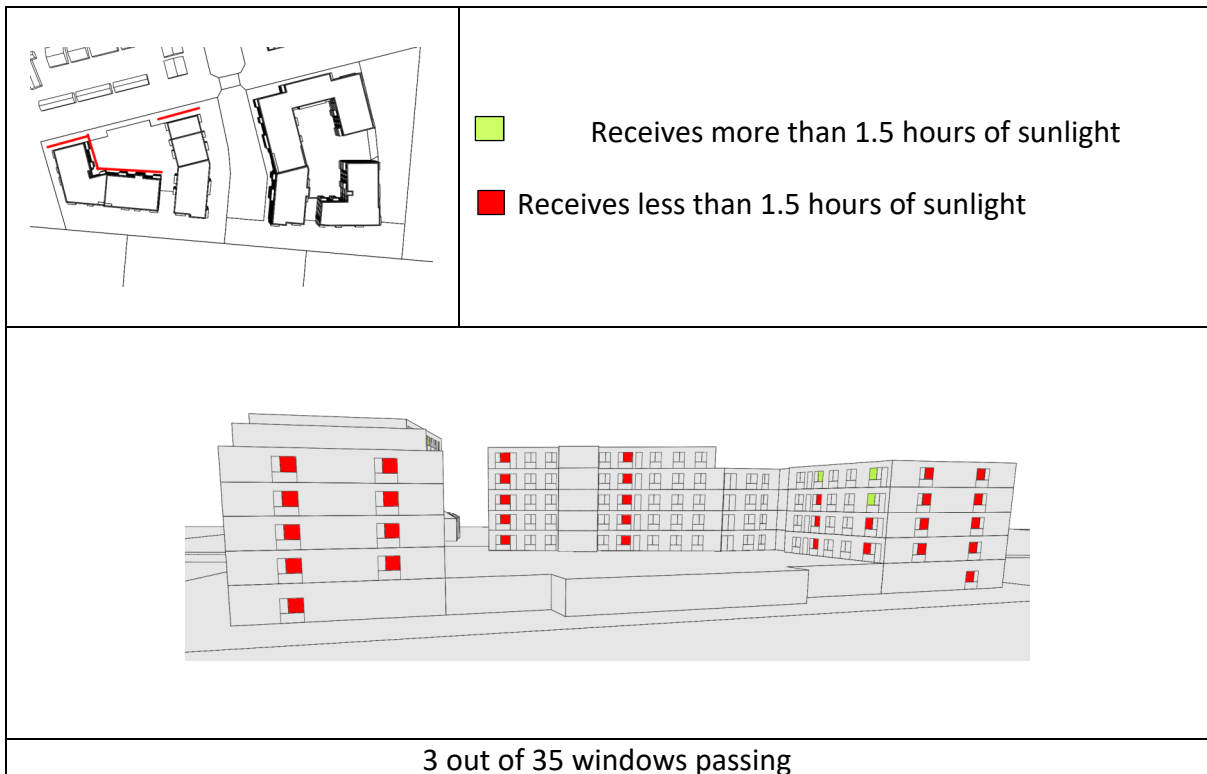 Receives more than 1.5 hours of sunlight
Receives less than 1.5 hours of sunlight
3 out of 35 windows passing